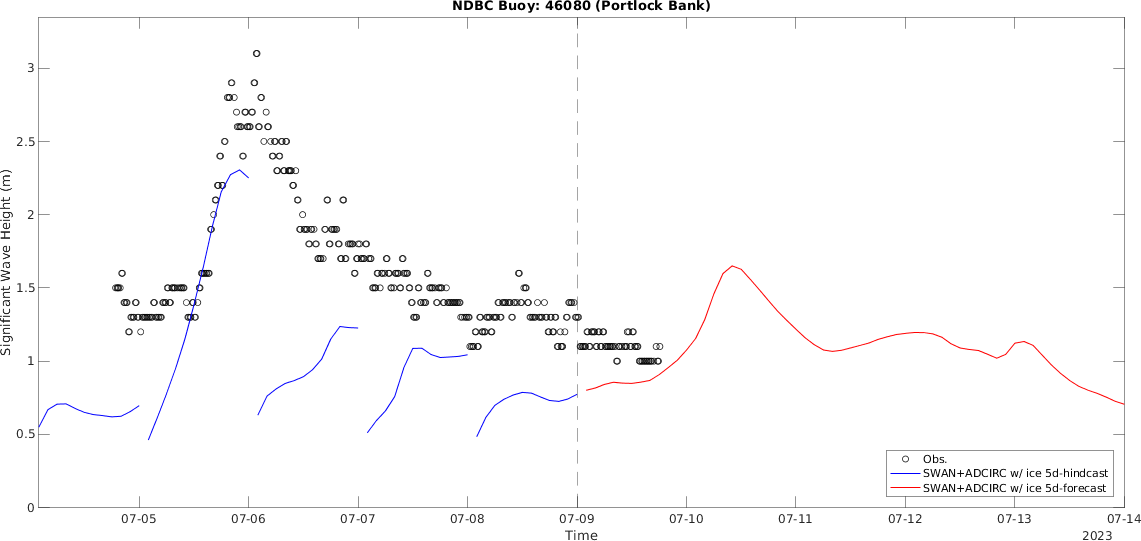 NDBC Buoy: 46080 (Portlock Bank)
Significant Wave Height (m)
3
2.5
2
1.5
1
0.5
0
Obs.
SWAN+ADCIRC w/ ice 5d-hindcast
SWAN+ADCIRC w/ ice 5d-forecast
07-05 07-06 07-07 07-08 07-09 07-10 07-11 07-12 07-13 07-14
Time
2023